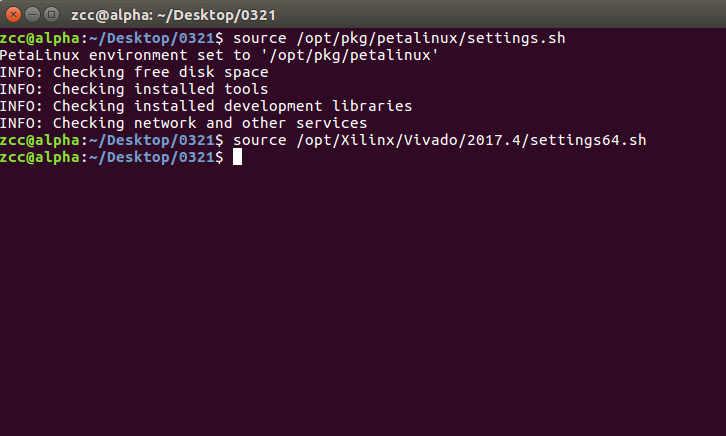 zcc@alpha: ~/Desktop/0321
zcc@alpha:~/Desktop/0321$ source /opt/pkg/petalinux/settings.sh
PetaLinux environment set to '/opt/pkg/petalinux'
INFO: Checking free disk space
INFO: Checking installed tools
INFO: Checking installed development libraries
INFO: Checking network and other services
zcc@alpha:~/Desktop/0321$ source /opt/Xilinx/Vivado/2017.4/settings64.sh
zcc@alpha:~/Desktop/0321$